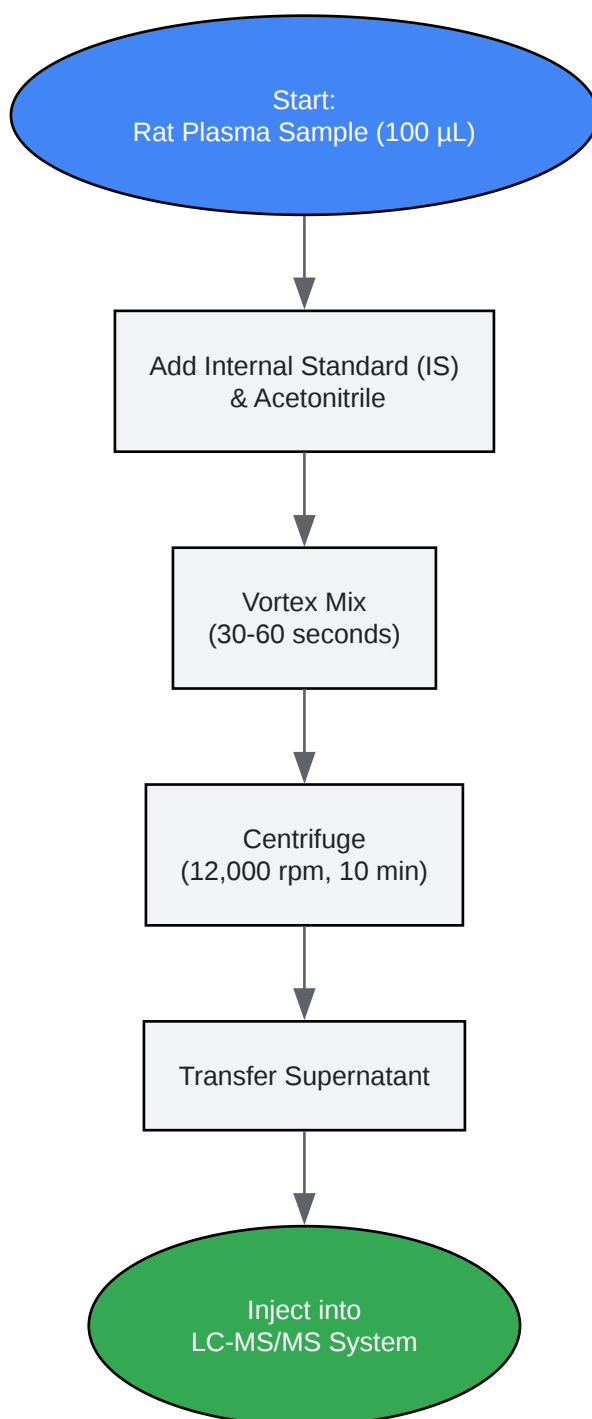 Start:
Rat Plasma Sample (100 µL)
Add Internal Standard (IS)
& Acetonitrile
Vortex Mix
(30-60 seconds)
Centrifuge
(12,000 rpm, 10 min)
Transfer Supernatant
Inject into
LC-MS/MS System